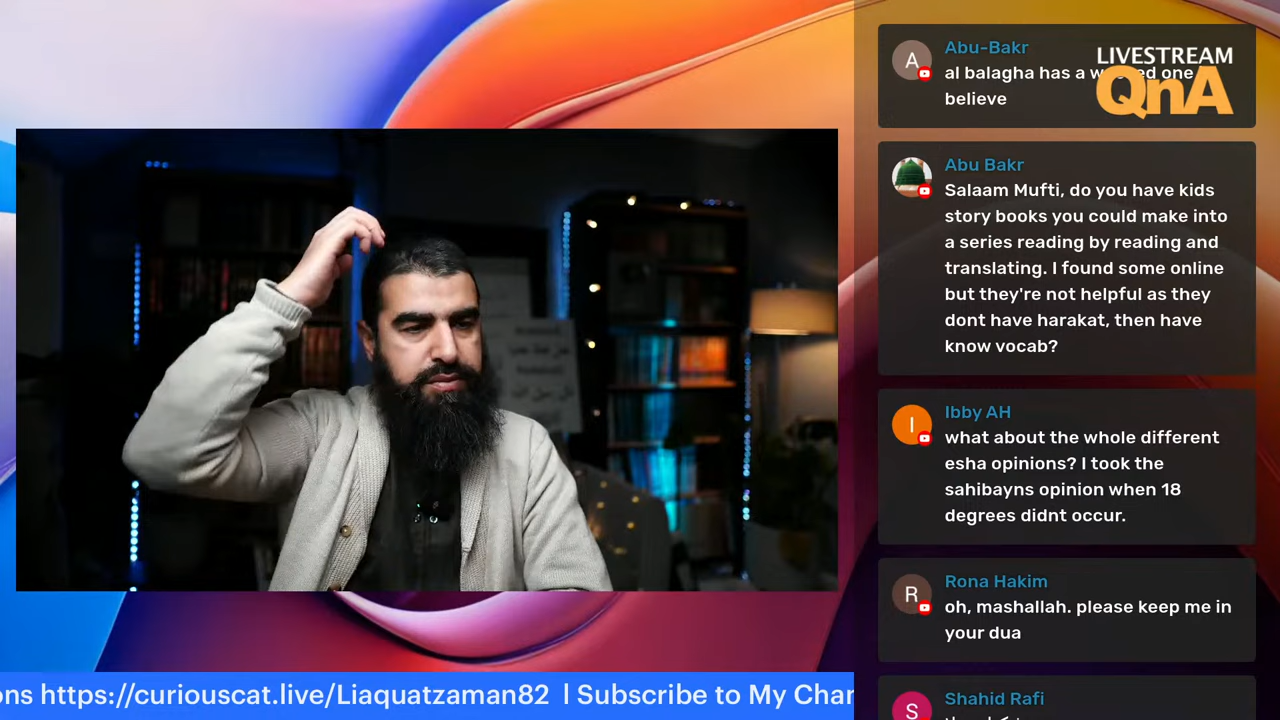 Abu-Bakr
al balagha has a one
believe
LIVESTREAM
QnA
Abu Bakr
Salaam Mufti, do you have kids
story books you could make into
a series reading by reading and
translating. I found some online
but they're not helpful as they
dont have harakat, then have
know vocab?
Ibby AH
what about the whole different
esha opinions? I took the
sahibayns opinion when 18
degrees didnt occur.
Rona Hakim
oh, mashallah. please keep me in
your dua
Shahid Rafi
A
I
R
S
ons https://curiouscat.live/Liaquatzaman82 | Subscribe to My Char